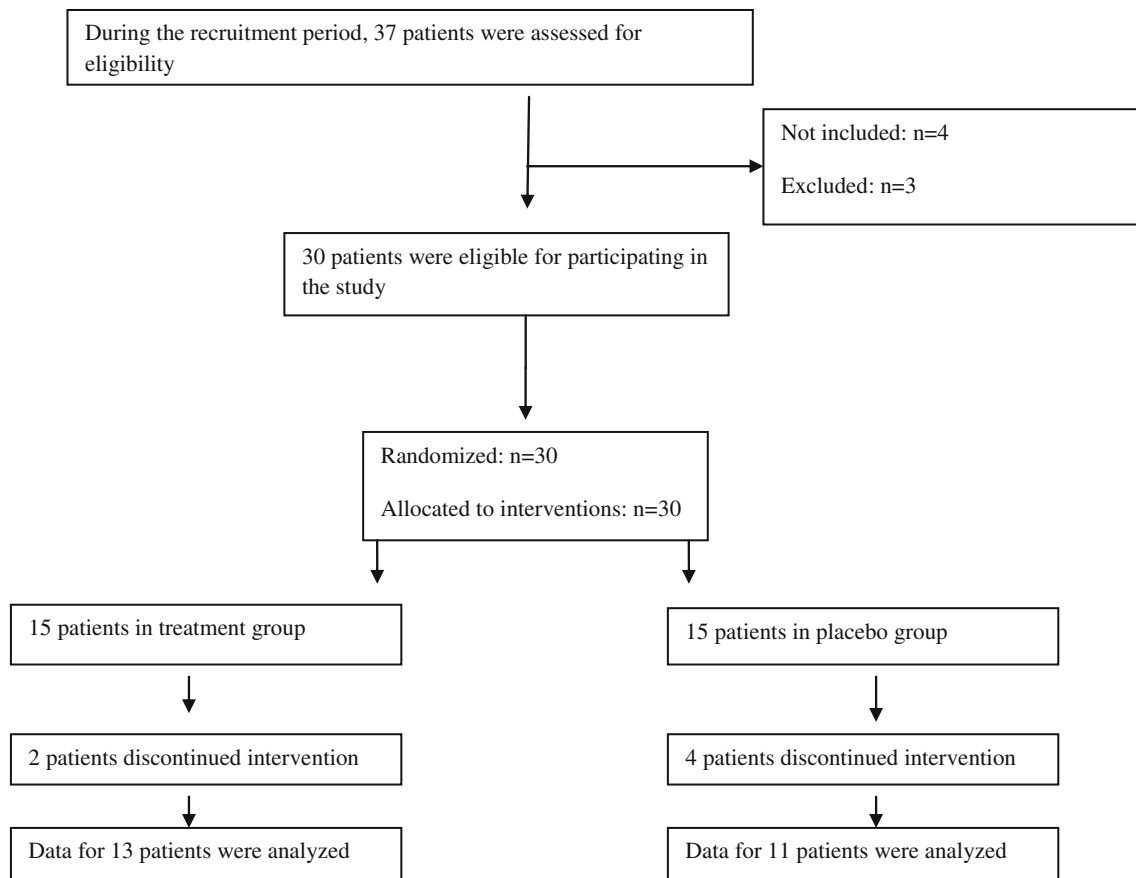 During the recruitment period, 37 patients were assessed for
eligibility
Not included: n=4
Excluded: n=3
30 patients were eligible for participating in
the study
Randomized: n=30
Allocated to interventions: n=30
15 patients in treatment group
15 patients in placebo group
2 patients discontinued intervention
4 patients discontinued intervention
Data for 13 patients were analyzed
Data for 11 patients were analyzed